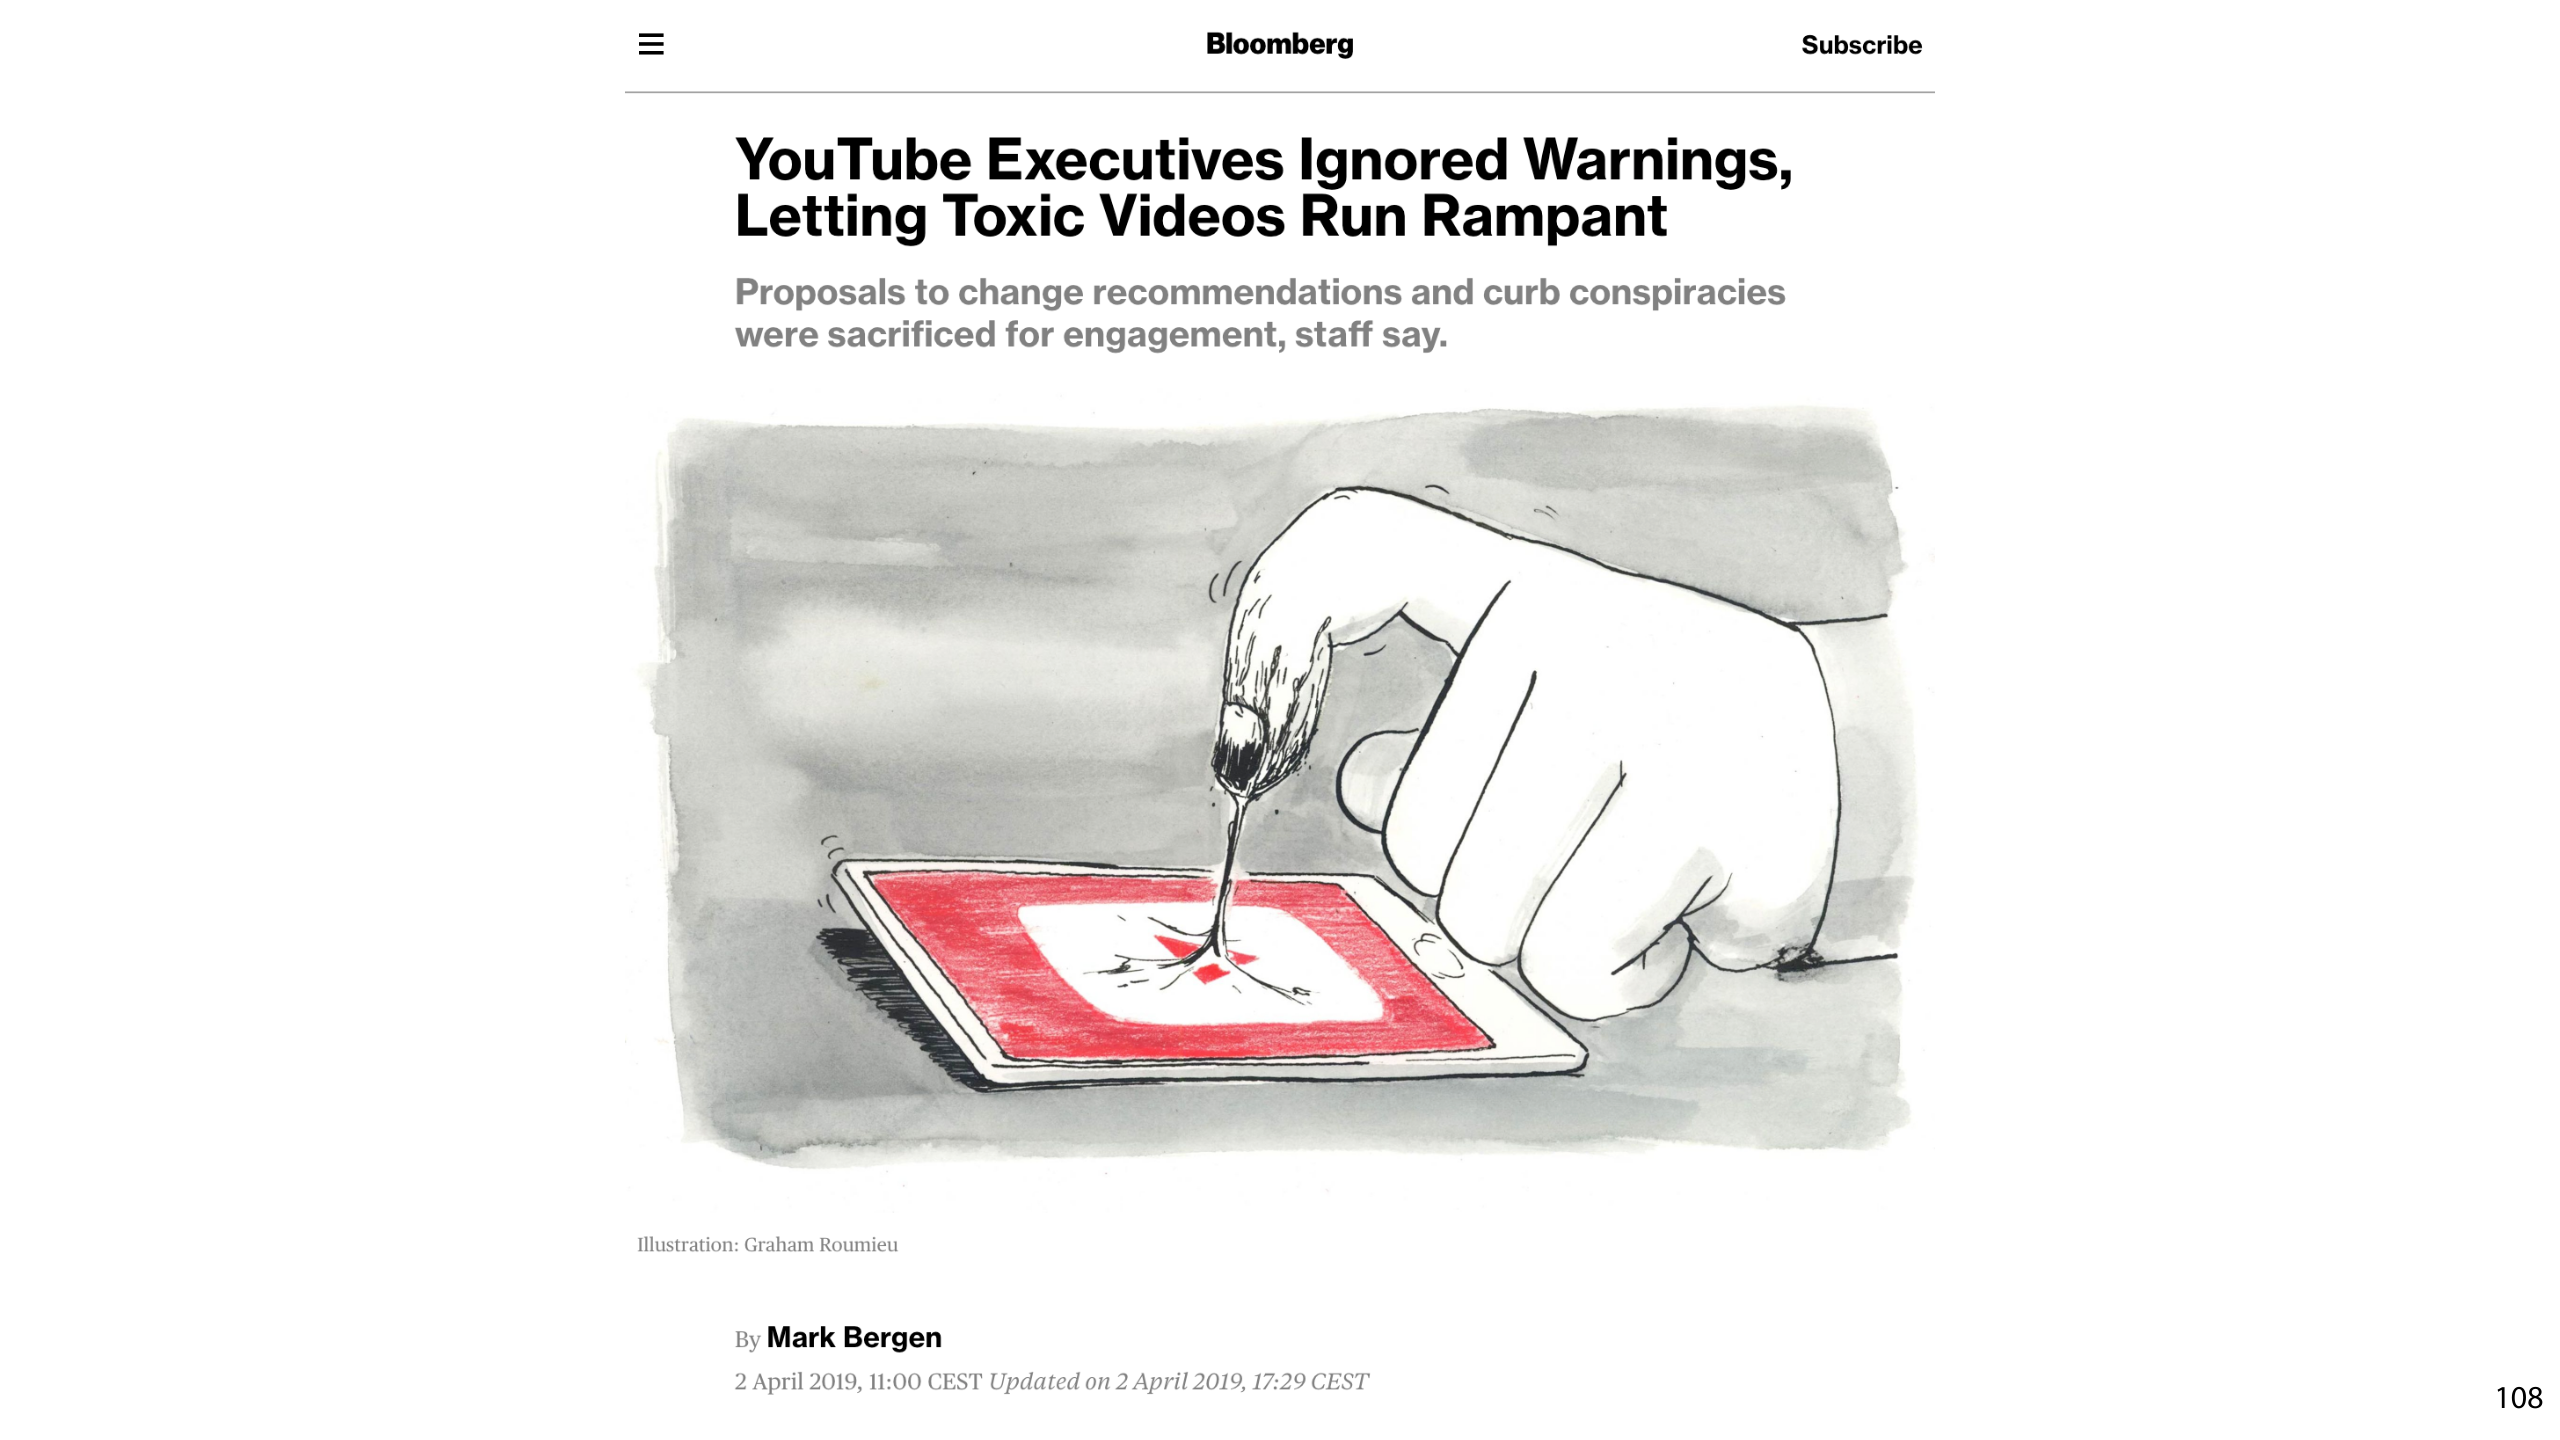 Bloomberg
Subscribe
YouTube Executives Ignored Warnings,
Letting Toxic Videos Run Rampant
Proposals to change recommendations and curb conspiracies
were sacrificed for engagement, staff say.
Illustration: Graham Roumieu
By Mark Bergen
2 April 2019, 11:00 CEST Updated on 2 April 2019, 17:29 CEST
108